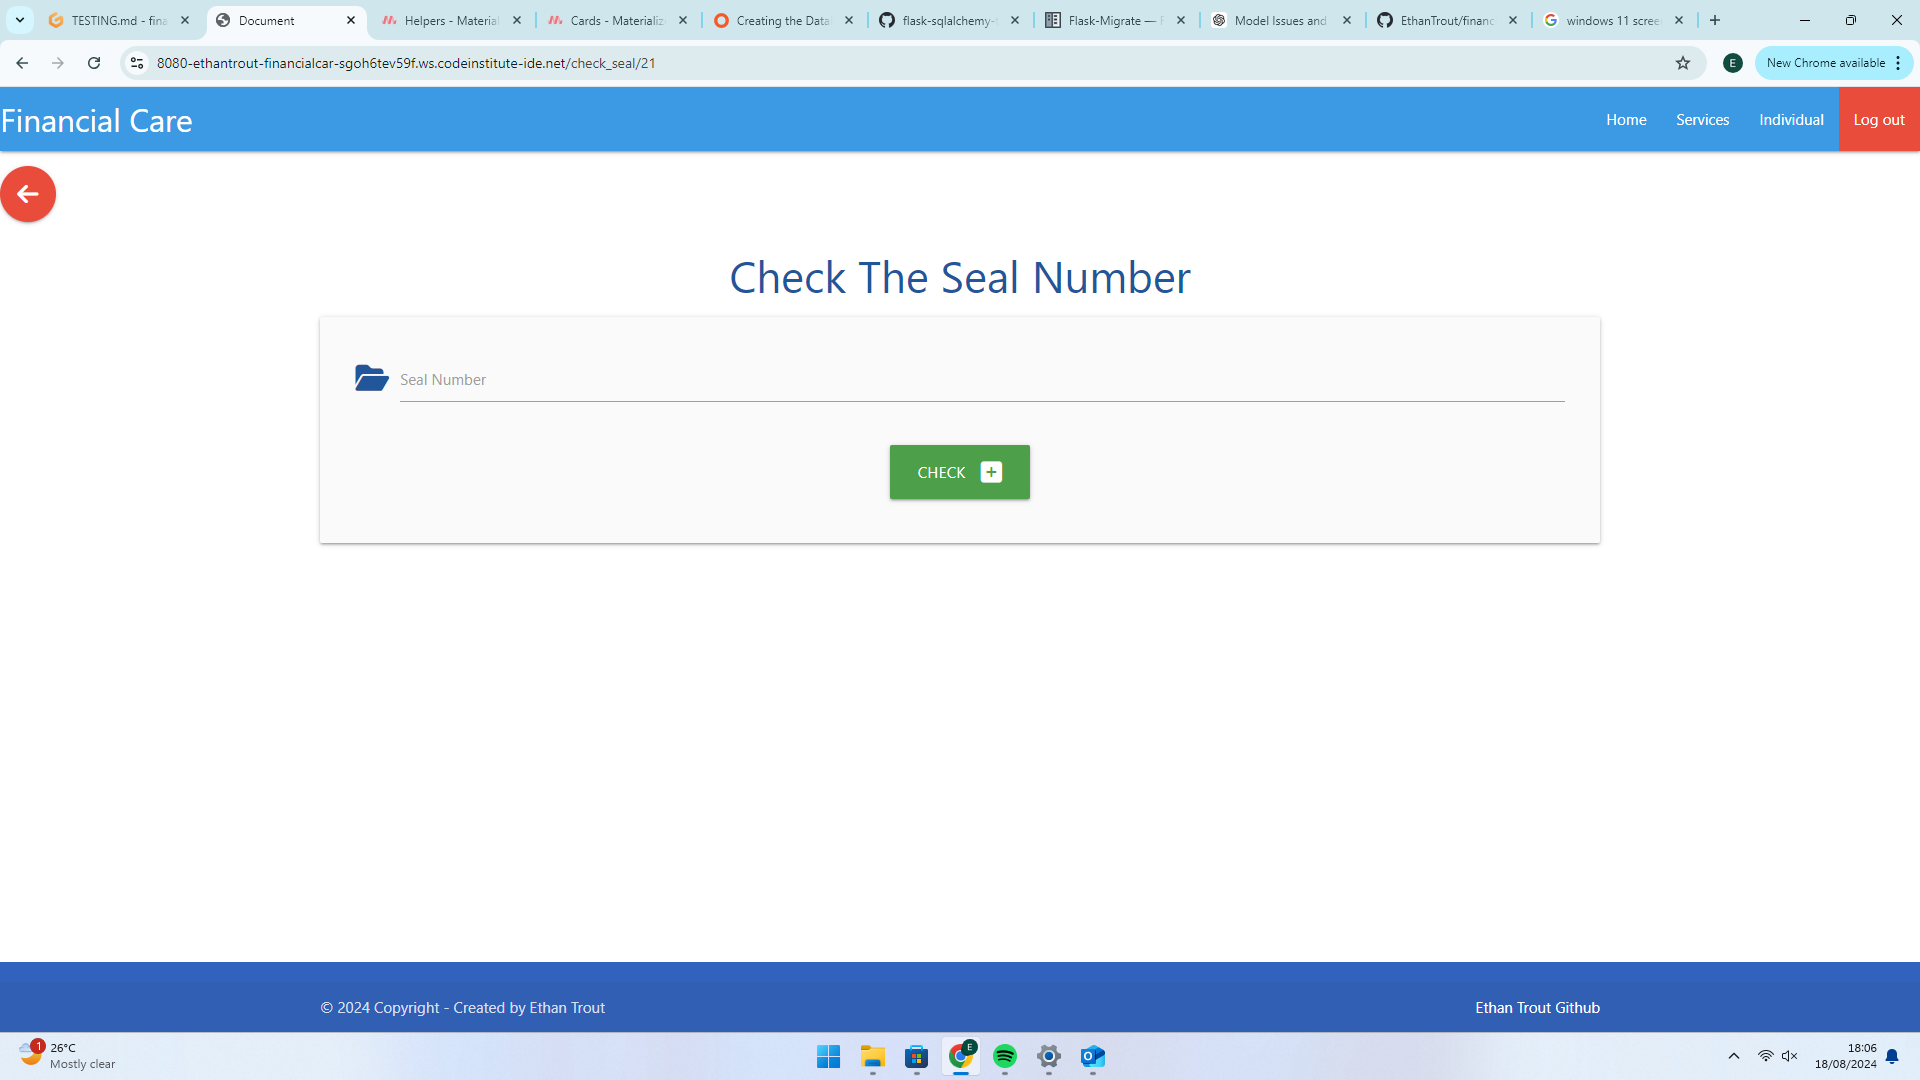 TESTING.md - fina
Document
Helpers - Material
Cards - Materializ
Creating the Data
flask-sqlalchemy-
Flask-Migrate —
Model Issues and
EthanTrout/financ
windows 11 scree
8080-ethantrout-financialcar-sgoh6tev59f.ws.codeinstitute-ide.net/check_seal/21
E
New Chrome available
Financial Care
Home
Services
Individual
Log out
Check The Seal Number
Seal Number
CHECK
© 2024 Copyright - Created by Ethan Trout
Ethan Trout Github
1
26°C
Mostly clear
E
18:06
18/08/2024